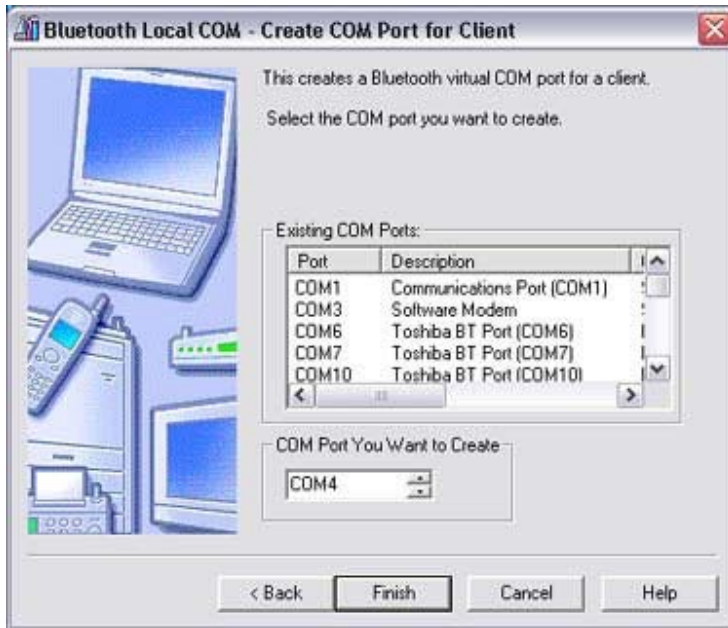 Bluetooth Local COM - Create COM Port for Client
This creates a Bluetooth virtual COM port for a client.
Select the COM port you want to create.
Existing COM Ports:
Port Description
COM1 Communications Port (COM1)
COM3 Software Modem
COM6 Toshiba BT Port (COM6)
COM7 Toshiba BT Port (COM7)
COM10 Toshiba BT Port (COM10)
COM Port You Want to Create
COM4
< Back Finish Cancel Help